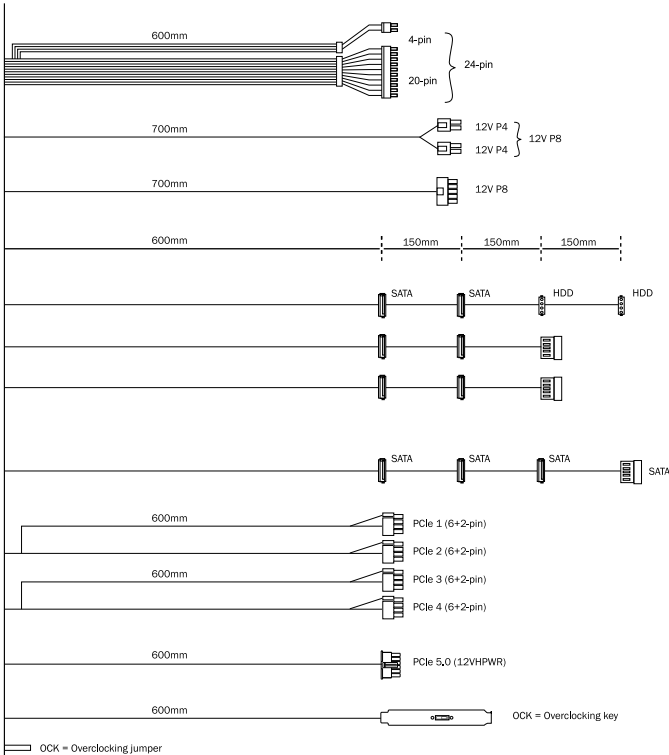 600mm
4-pin
24-pin
20-pin
700mm
12V P4
12V P8
12V P4
700mm
12V P8
600mm 150mm 150mm 150mm
SATA SATA HDD HDD
SATA SATA SATA SATA
600mm
PCIe 1 (6+2-pin)
PCIe 2 (6+2-pin)
600mm
PCIe 3 (6+2-pin)
PCIe 4 (6+2-pin)
600mm
PCIe 5.0 (12VHPWR)
600mm
OCK = Overclocking key
OCK = Overclocking jumper